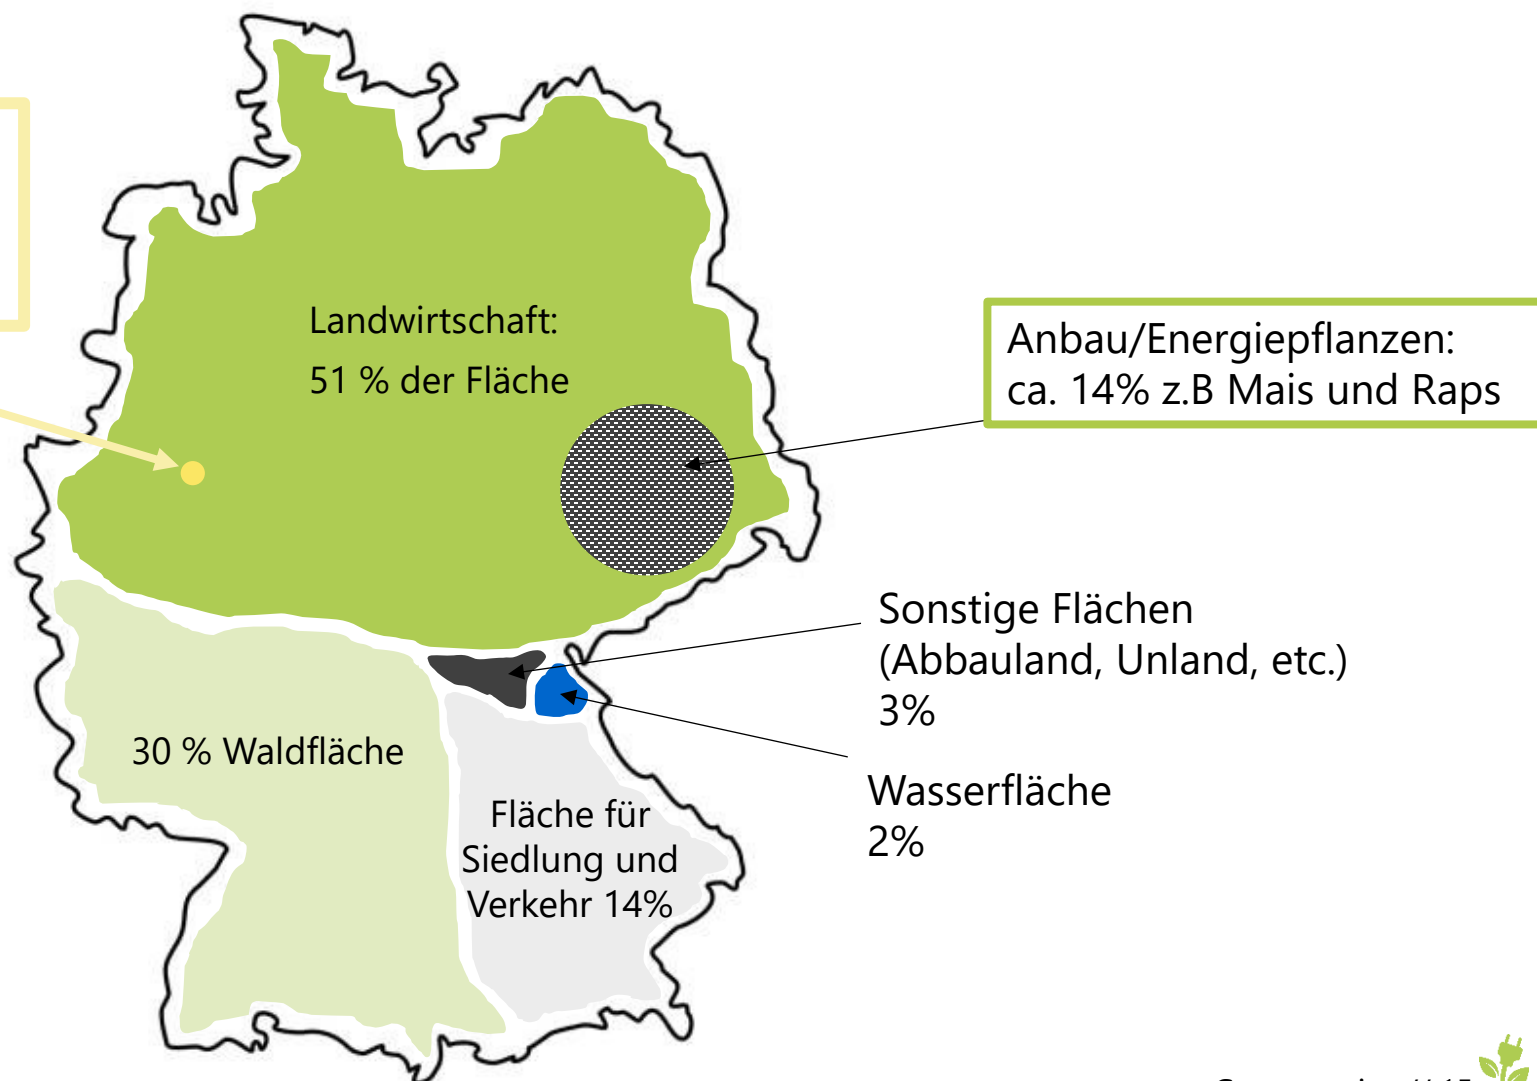 Landwirtschaft:
51 % der Fläche
Anbau/Energiepflanzen:
ca. 14% z.B Mais und Raps
Sonstige Flächen
(Abbauland, Unland, etc.)
3%
30 % Waldfläche
Wasserfläche
2%
Fläche für
Siedlung und
Verkehr 14%